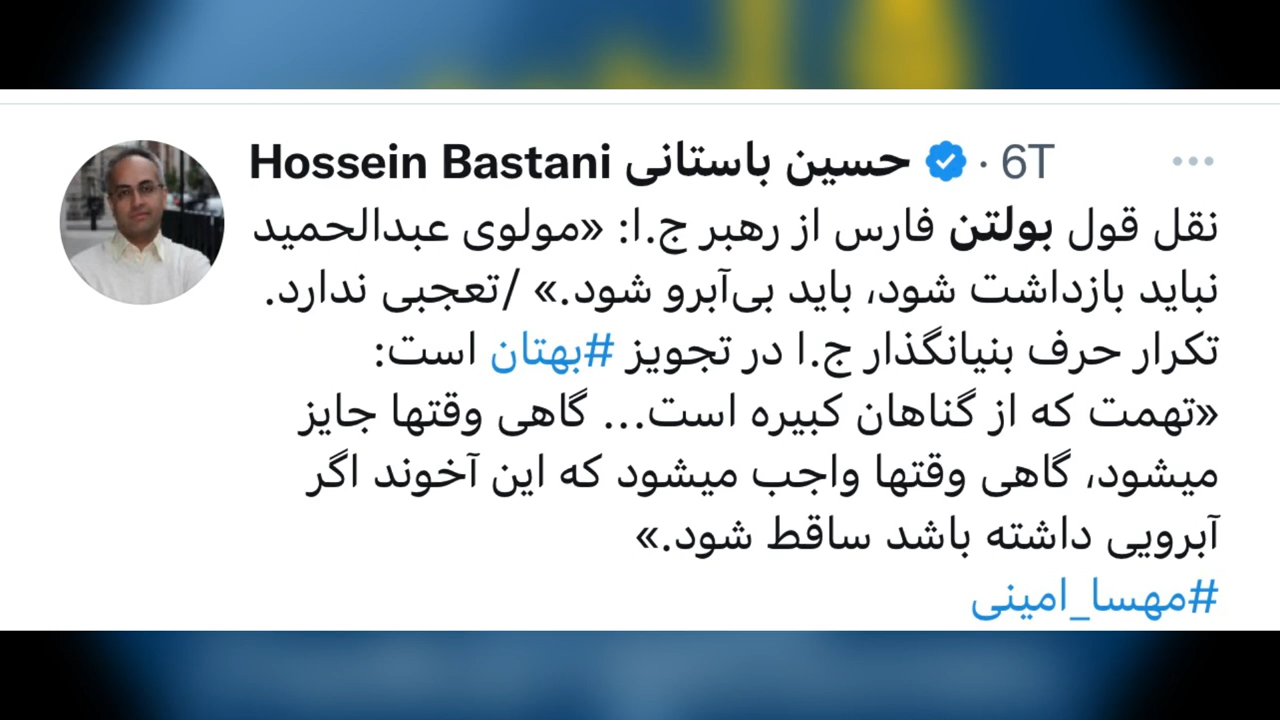 Hossein Bastani حسین باستانی · 6T
نقل قول بولتن فارس از رهبر ج.ا: «مولوی عبدالحمید
نباید بازداشت شود، باید بی‌آبرو شود.» /تعجبی ندارد.
تکرار حرف بنیانگذار ج.ا در تجویز #بهتان است:
«تهمت که از گناهان کبیره است... گاهی وقتها جایز
میشود، گاهی وقتها واجب میشود که این آخوند اگر
آبرویی داشته باشد ساقط شود.»
#مهسا_امینی